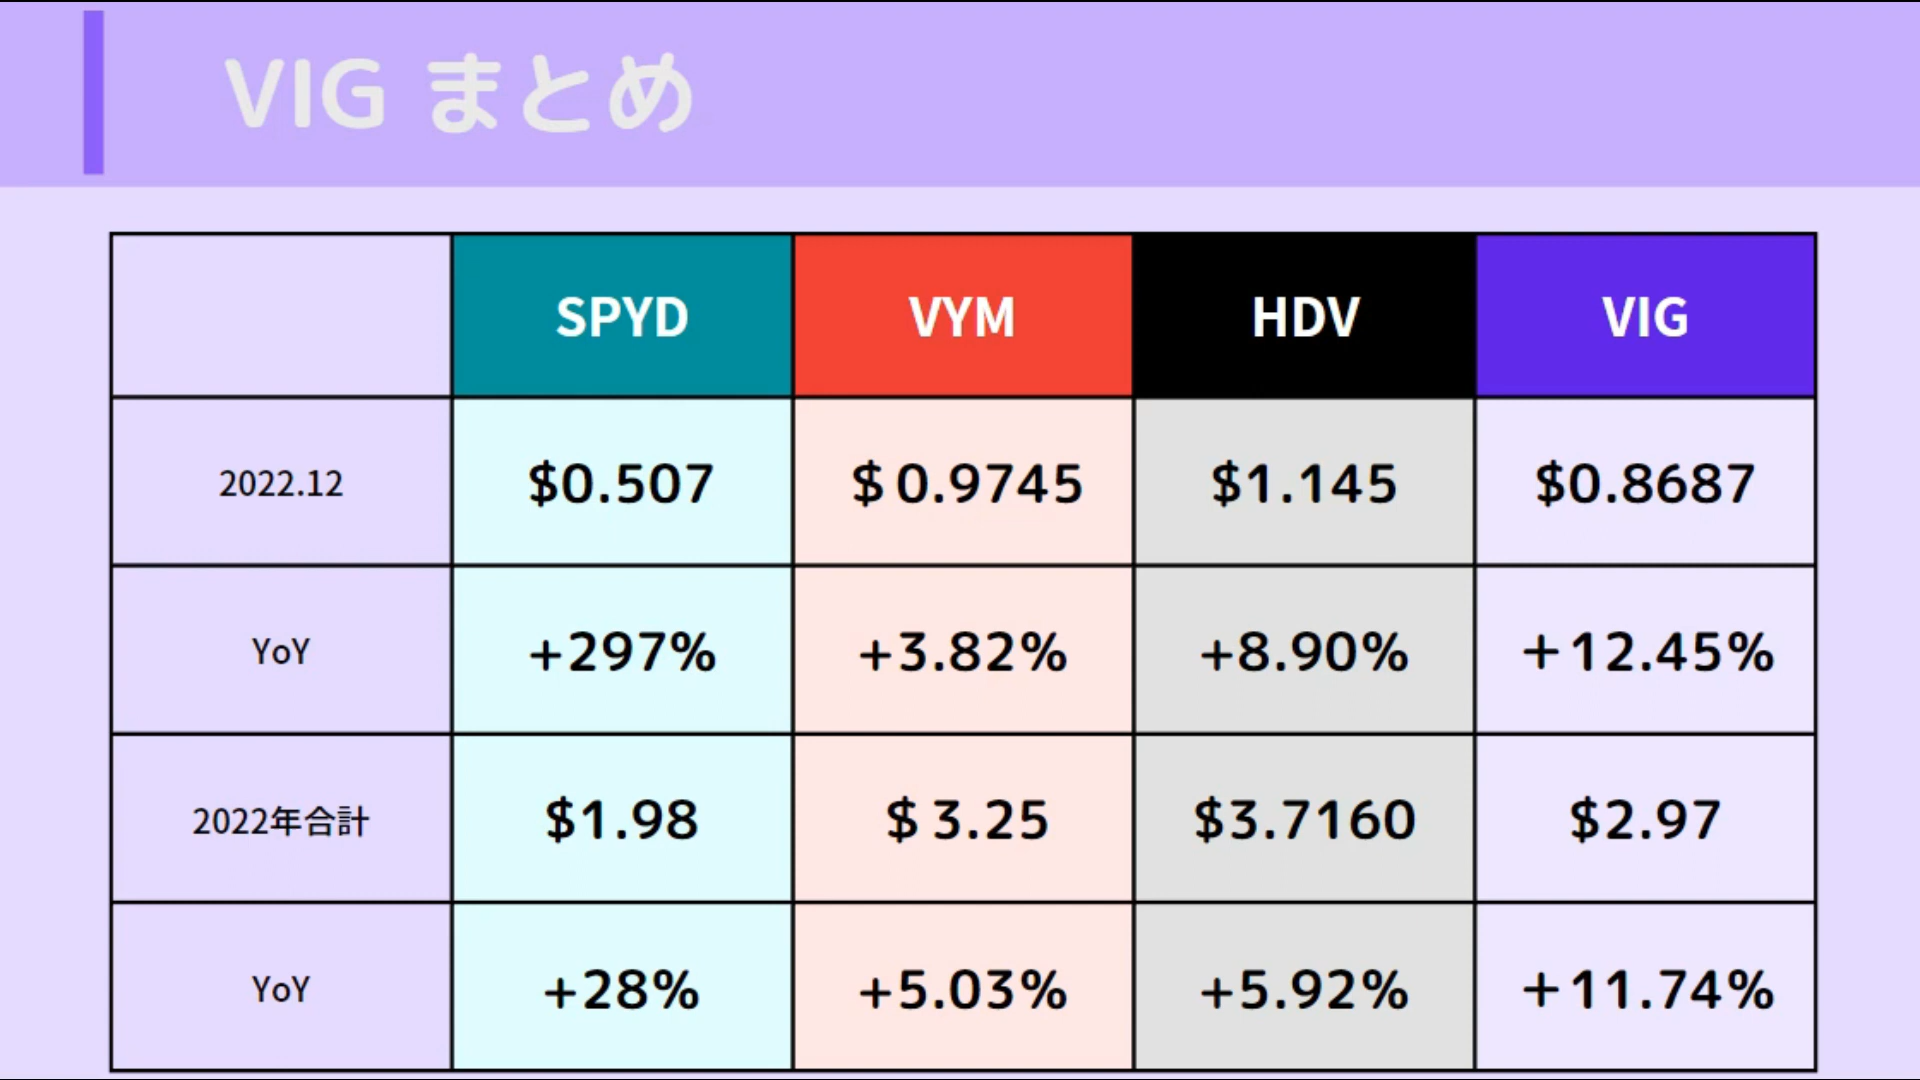 VIG まとめ
SPYD VYM HDV VIG
2022.12 $0.507 $ 0.9745 $1.145 $0.8687
YoY +297% +3.82% +8.90% +12.45%
2022年合計 $1.98 $ 3.25 $3.7160 $2.97
YoY +28% +5.03% +5.92% +11.74%